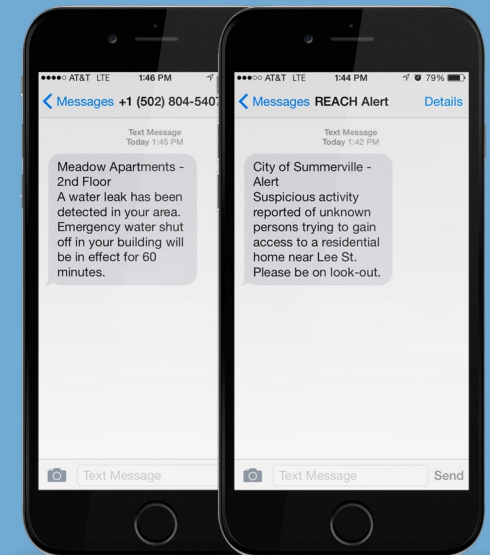 AT&T LTE 1:46 PM
Messages +1 (502) 804-5407
Text Message
Today 1:45 PM
Meadow Apartments -
2nd Floor
A water leak has been
detected in your area.
Emergency water shut
off in your building will
be in effect for 60
minutes.
Text Message
AT&T LTE 1:44 PM 79%
Messages REACH Alert Details
Text Message
Today 1:42 PM
City of Summerville -
Alert
Suspicious activity
reported of unknown
persons trying to gain
access to a residential
home near Lee St.
Please be on look-out.
Text Message Send